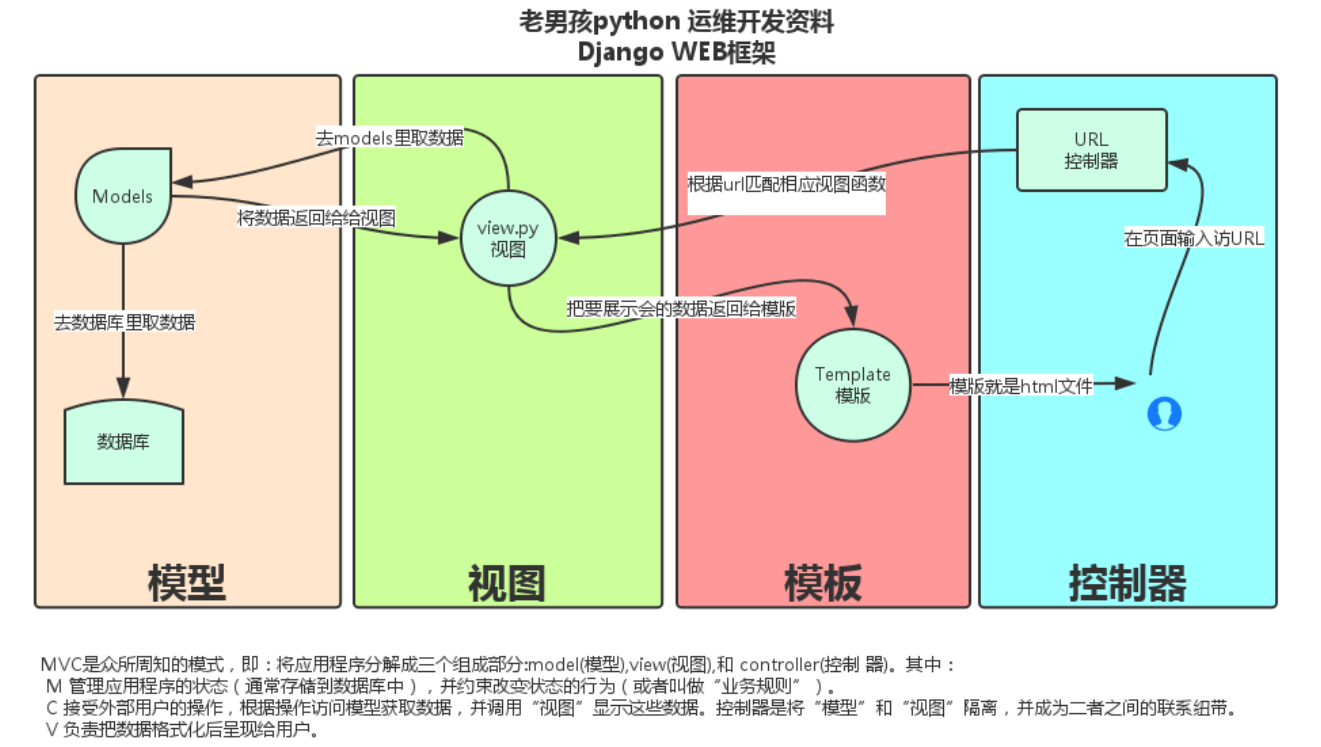 老男孩python 运维开发资料
Django WEB框架
去models里取数据
Models
将数据返回给给视图
去数据库里取数据
数据库
模型
view.py
视图
把要展示会的数据返回给模版
视图
根据url匹配相应视图函数
Template
模版
模版就是html文件
模板
URL
控制器
在页面输入访URL
控制器
MVC是众所周知的模式，即：将应用程序分解成三个组成部分:model(模型),view(视图),和 controller(控制 器)。其中：
M 管理应用程序的状态（通常存储到数据库中），并约束改变状态的行为（或者叫做“业务规则”）。
C 接受外部用户的操作，根据操作访问模型获取数据，并调用“视图”显示这些数据。控制器是将“模型”和“视图”隔离，并成为二者之间的联系纽带。
V 负责把数据格式化后呈现给用户。